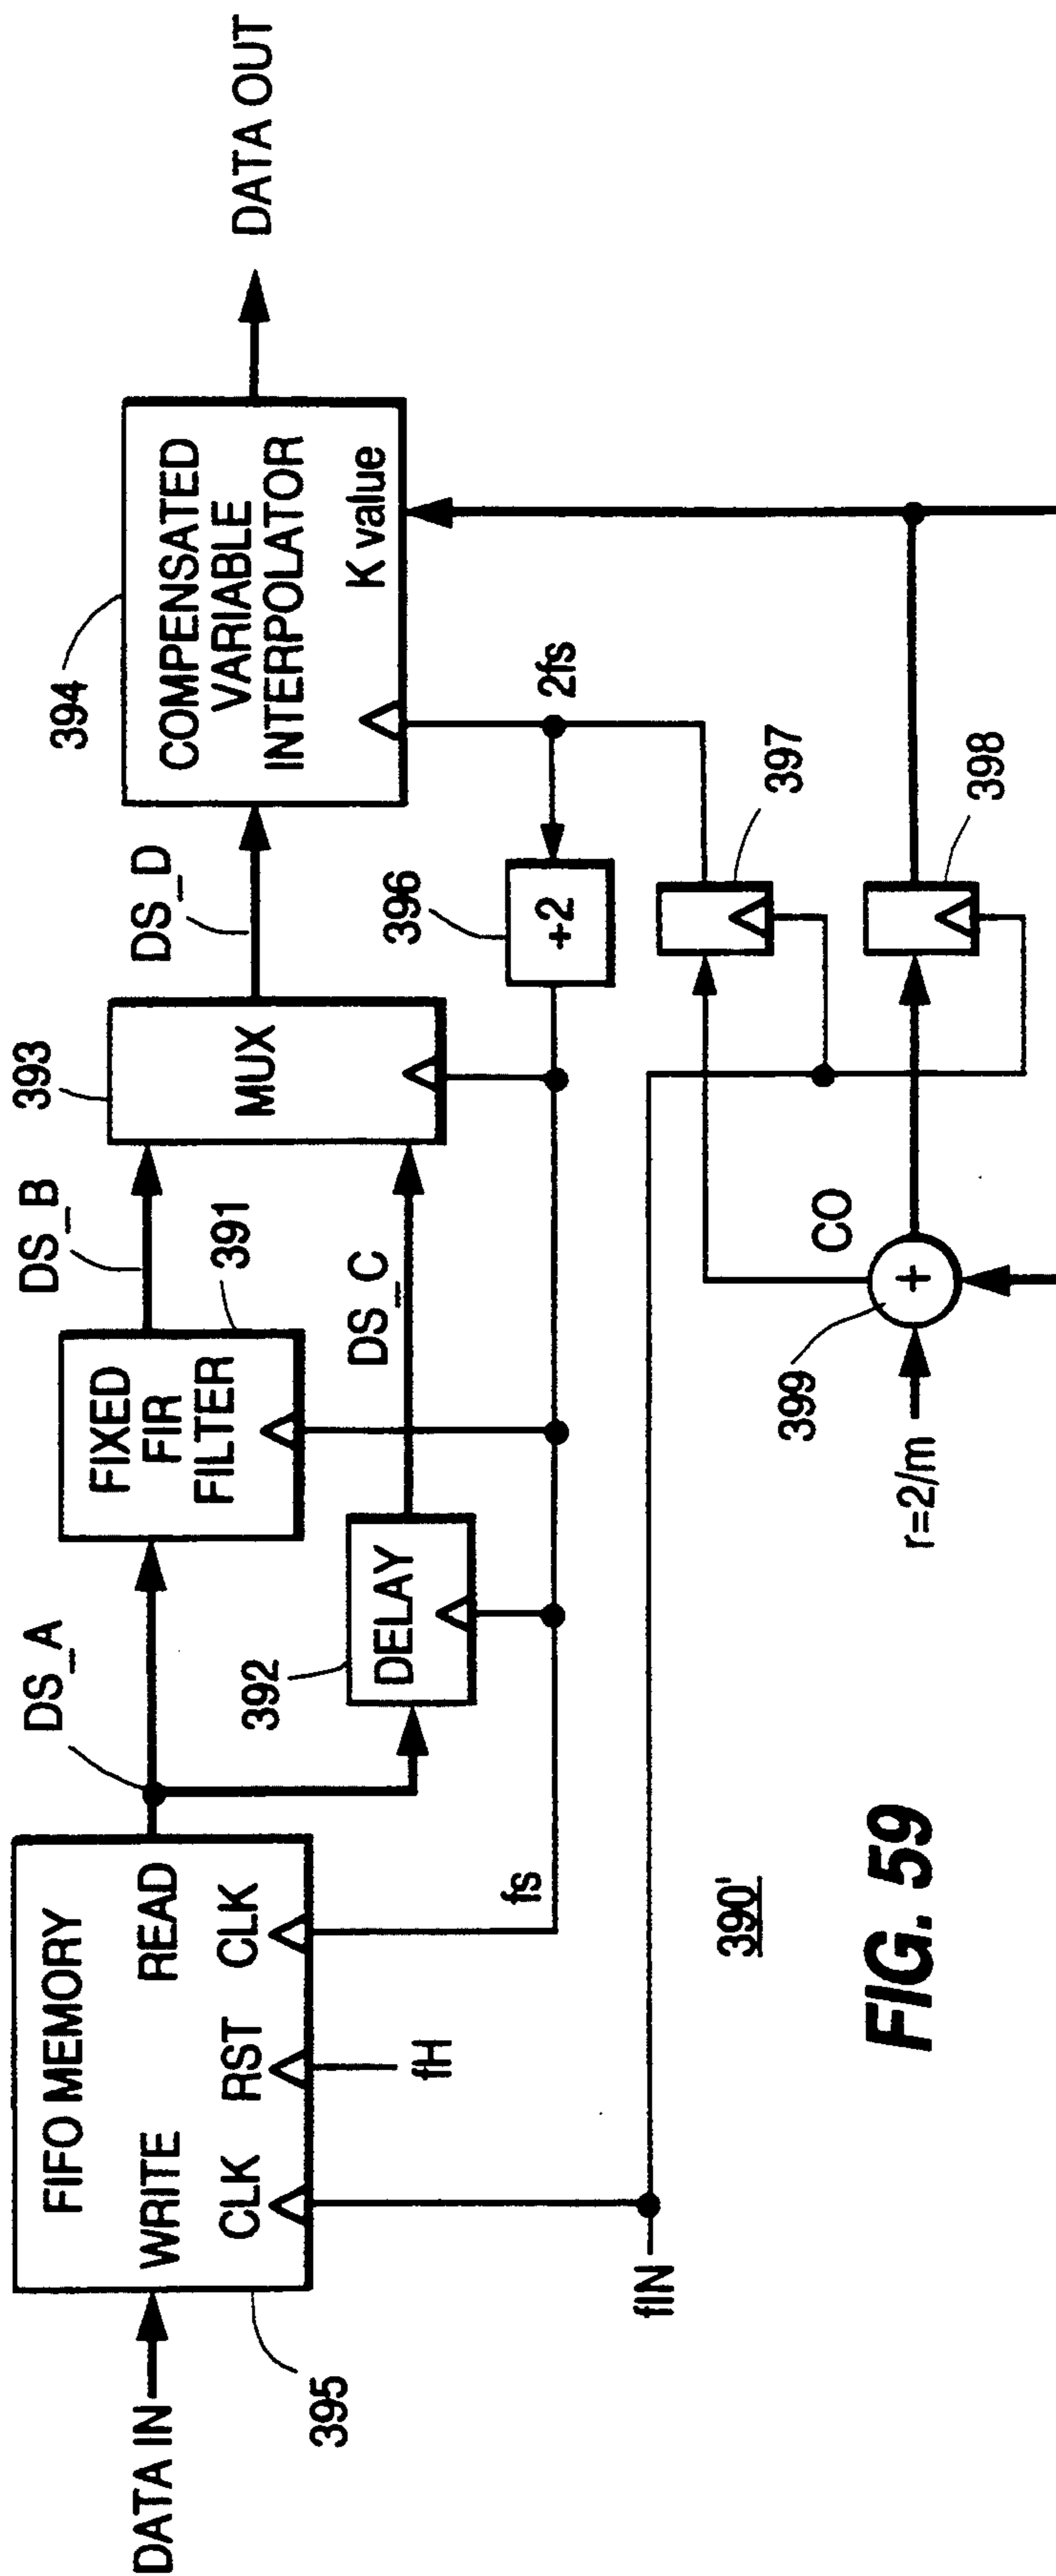 DATA IN
FIFO MEMORY
WRITE
READ
CLK
RST
CLK
395
fH
fs
fIN
DS_A
FIXED
FIR
FILTER
391
DELAY
392
DS_B
DS_C
MUX
393
DS_D
COMPENSATED
VARIABLE
INTERPOLATOR
K value
394
DATA OUT
2fs
+2
396
397
398
CO
+
399
r=2/m
390'
FIG. 59